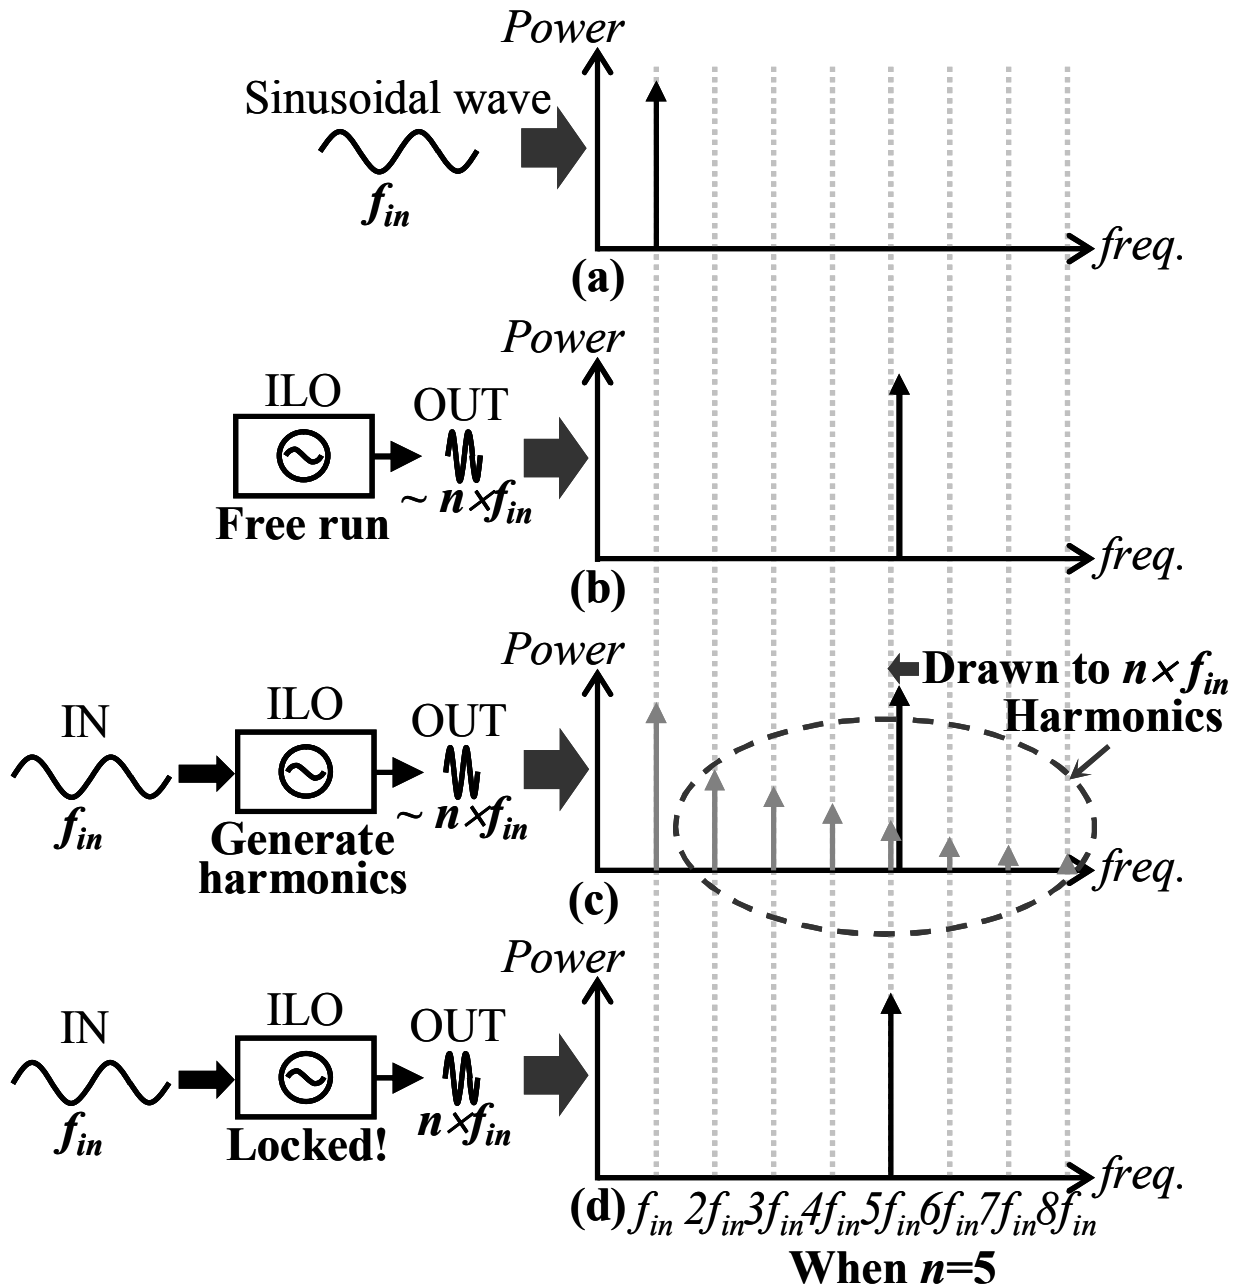 Power
Sinusoidal wave
f_in
freq.
(a)
Power
ILO
OUT
~ n×f_in
Free run
freq.
(b)
Power
Drawn to n×f_in
Harmonics
IN
ILO
OUT
f_in
~ n×f_in
Generate
harmonics
freq.
(c)
Power
IN
ILO
OUT
f_in
n×f_in
Locked!
freq.
(d)
f_in 2f_in 3f_in 4f_in 5f_in 6f_in 7f_in 8f_in
When n=5